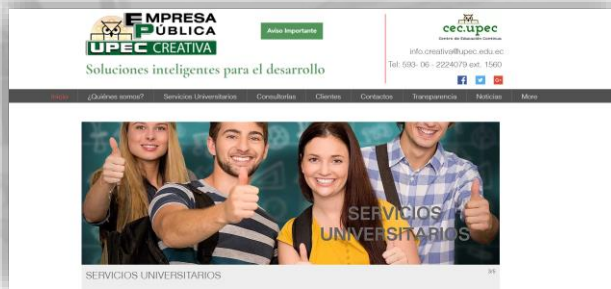 EMPRESA
PÚBLICA
UPEC CREATIVA
Soluciones inteligentes para el desarrollo
Aviso Importante
cec.upec
Centro de Educación Continua
info.creativa@upec.edu.ec
Tel: 593- 06 - 2224079 ext. 1560
Inicio ¿Quiénes somos? Servicios Universitarios Consultorías Clientes Contactos Transparencia Noticias More
SERVICIOS
UNIVERSITARIOS
SERVICIOS UNIVERSITARIOS